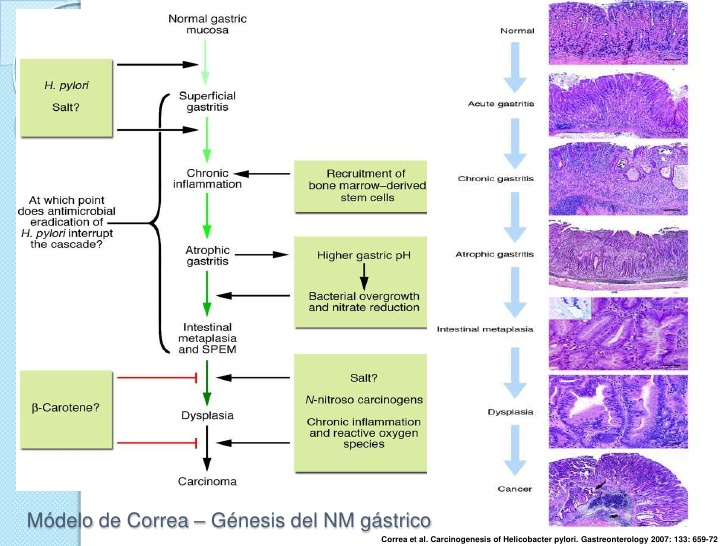 Normal gastric
mucosa
H. pylori
Salt?
Superficial
gastritis
Chronic
inflammation
Recruitment of
bone marrow–derived
stem cells
At which point
does antimicrobial
eradication of
H. pylori interrupt
the cascade?
Atrophic
gastritis
Higher gastric pH
Bacterial overgrowth
and nitrate reduction
Intestinal
metaplasia
and SPEM
β-Carotene?
Salt?
N-nitroso carcinogens
Chronic inflammation
and reactive oxygen
species
Dysplasia
Carcinoma
Normal
Acute gastritis
Chronic gastritis
Atrophic gastritis
Intestinal metaplasia
Dysplasia
Cancer
Módelo de Correa – Génesis del NM gástrico
Correa et al. Carcinogenesis of Helicobacter pylori. Gastreonterology 2007: 133: 659-72